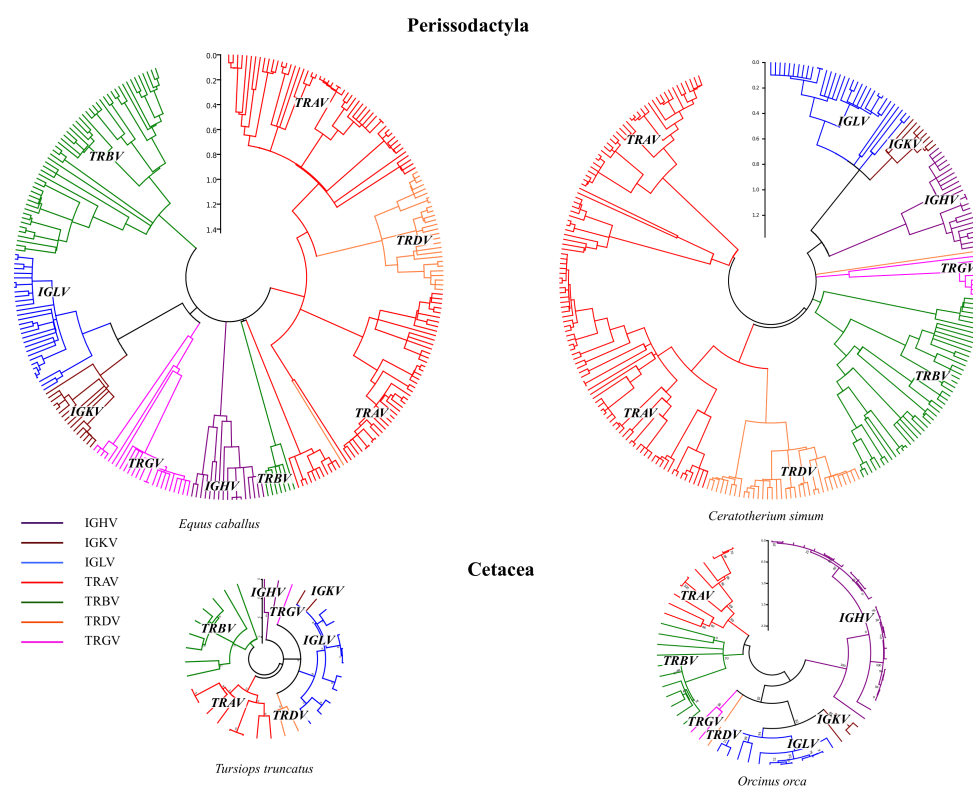 Perissodactyla
0.0
0.2
0.4
0.6
0.8
1.0
1.2
1.4
TRAV
TRBV
TRDV
IGLV
IGKV
TRGV
IGHV
TRBV
TRAV
Equus caballus
0.0
0.2
0.4
0.6
0.8
1.0
1.2
IGLV
TRAV
IGKV
IGHV
TRGV
TRBV
TRAV
TRDV
Ceratotherium simum
IGHV
IGKV
IGLV
TRAV
TRBV
TRDV
TRGV
Cetacea
IGHV
IGKV
TRGV
TRBV
IGLV
TRAV
TRDV
Tursiops truncatus
TRAV
IGHV
TRBV
TRGV
IGKV
TRDV
IGLV
Orcinus orca